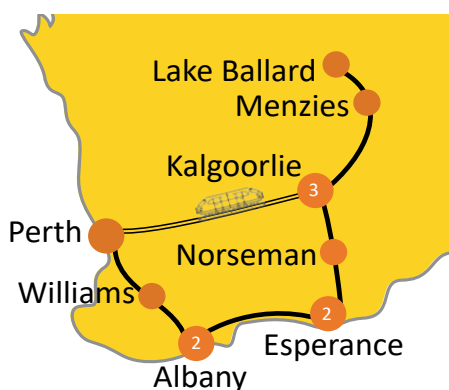 Lake Ballard
Menzies
Kalgoorlie
3
Perth
Norseman
Williams
2
2
Esperance
Albany